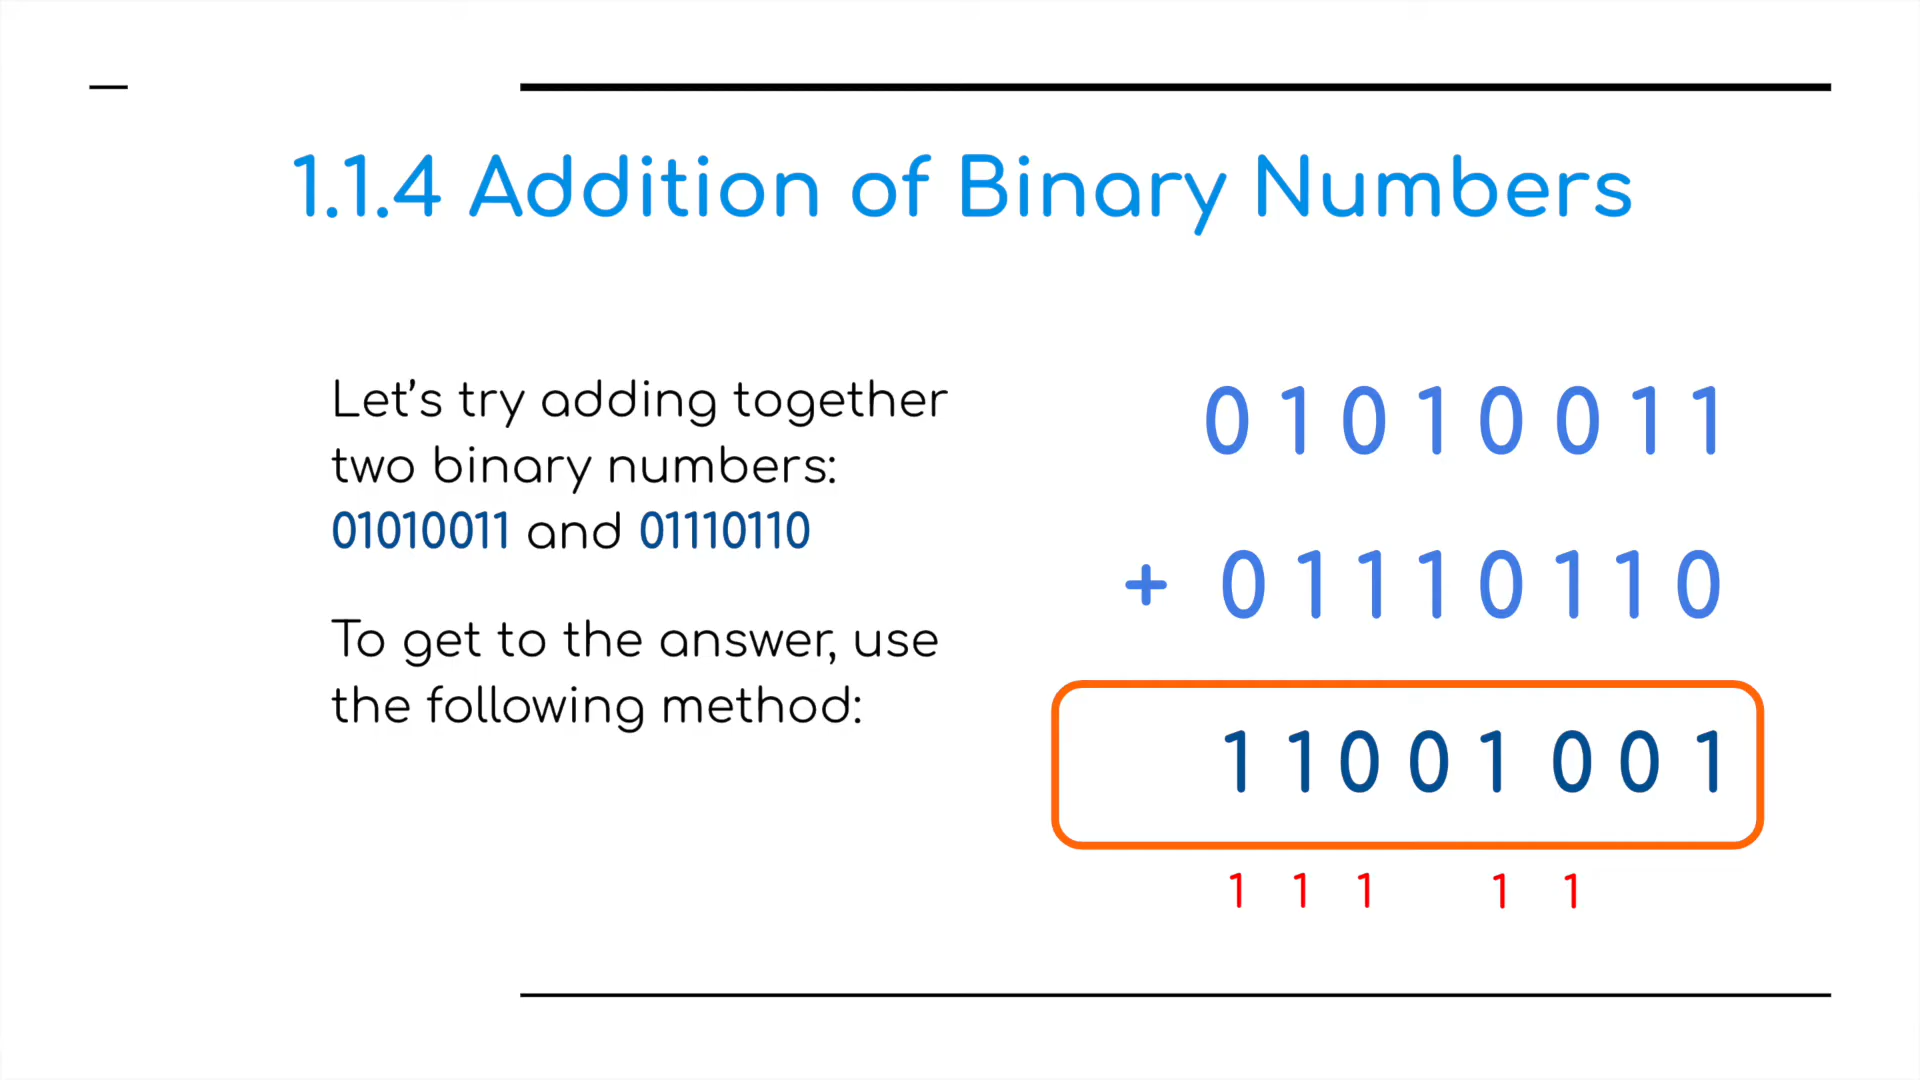 1.1.4 Addition of Binary Numbers
Let's try adding together
two binary numbers:
01010011 and 01110110
To get to the answer, use
the following method:
0 1 0 1 0 0 1 1
+ 0 1 1 1 0 1 1 0
1 1 0 0 1 0 0 1
1 1 1 1 1